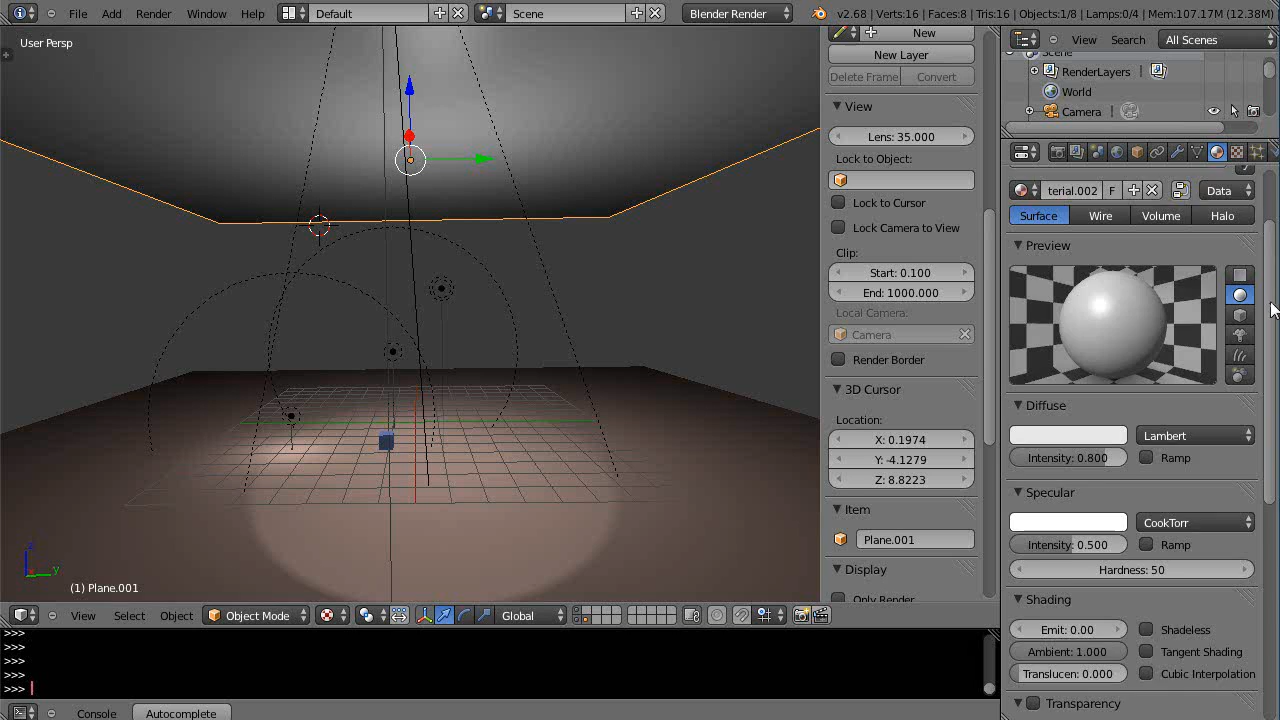 File Add Render Window Help Default Scene Blender Render v2.68 | Verts:16 | Faces:8 | Tris:16 | Objects:1/8 | Lamps:0/4 | Mem:107.17M (12.38M)
User Persp
(1) Plane.001
z
y
View Select Object Object Mode Global
>>>
>>>
>>>
>>>
>>>
Console Autocomplete
New
New Layer
Delete Frame Convert
View
Lens: 35.000
Lock to Object:
Lock to Cursor
Lock Camera to View
Clip:
Start: 0.100
End: 1000.000
Local Camera:
Camera
Render Border
3D Cursor
Location:
X: 0.1974
Y: -4.1279
Z: 8.8223
Item
Plane.001
Display
Only Render
View Search All Scenes
Scene
RenderLayers |
World
Camera |
terial.002 F Data
Surface Wire Volume Halo
Preview
Diffuse
Lambert
Intensity: 0.800 Ramp
Specular
CookTorr
Intensity: 0.500 Ramp
Hardness: 50
Shading
Emit: 0.00 Shadeless
Ambient: 1.000 Tangent Shading
Translucen: 0.000 Cubic Interpolation
Transparency